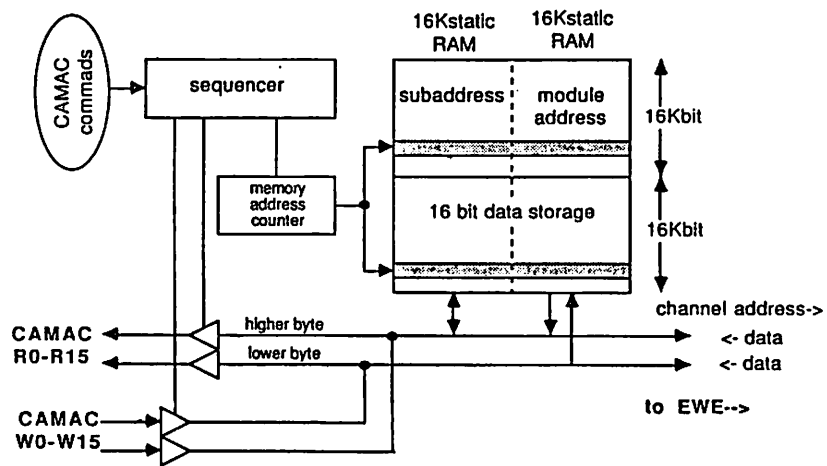 16Kstatic
RAM
16Kstatic
RAM
CAMAC
commads
sequencer
subaddress
module
address
16Kbit
memory
address
counter
16 bit data storage
16Kbit
channel address->
CAMAC
R0-R15
higher byte
<- data
lower byte
<- data
CAMAC
W0-W15
to EWE-->